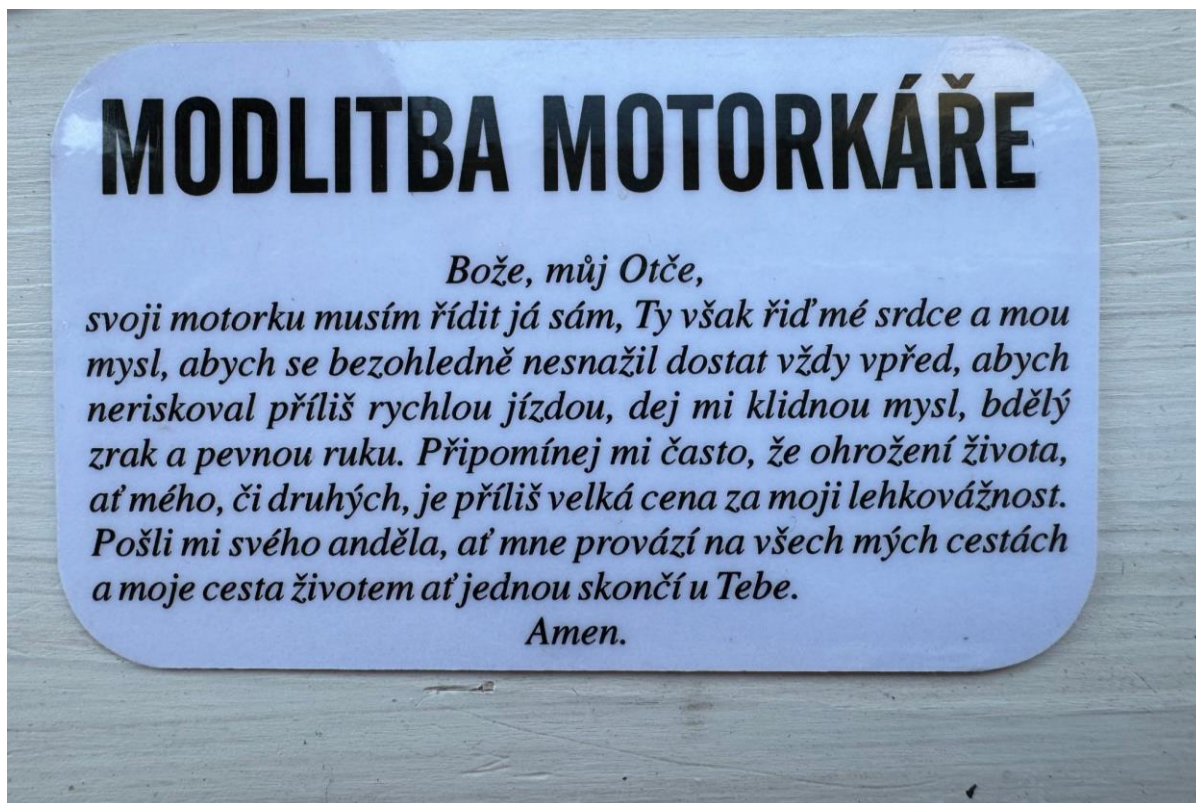 MODLITBA MOTORKÁŘE
Bože, můj Otče,
svoji motorku musím řídit já sám, Ty však řiď mé srdce a mou
mysl, abych se bezohledně nesnažil dostat vždy vpřed, abych
neriskoval příliš rychlou jízdou, dej mi klidnou mysl, bdělý
zrak a pevnou ruku. Připomínej mi často, že ohrožení života,
ať mého, či druhých, je příliš velká cena za moji lehkovážnost.
Pošli mi svého anděla, ať mne provází na všech mých cestách
a moje cesta životem ať jednou skončí u Tebe.
Amen.